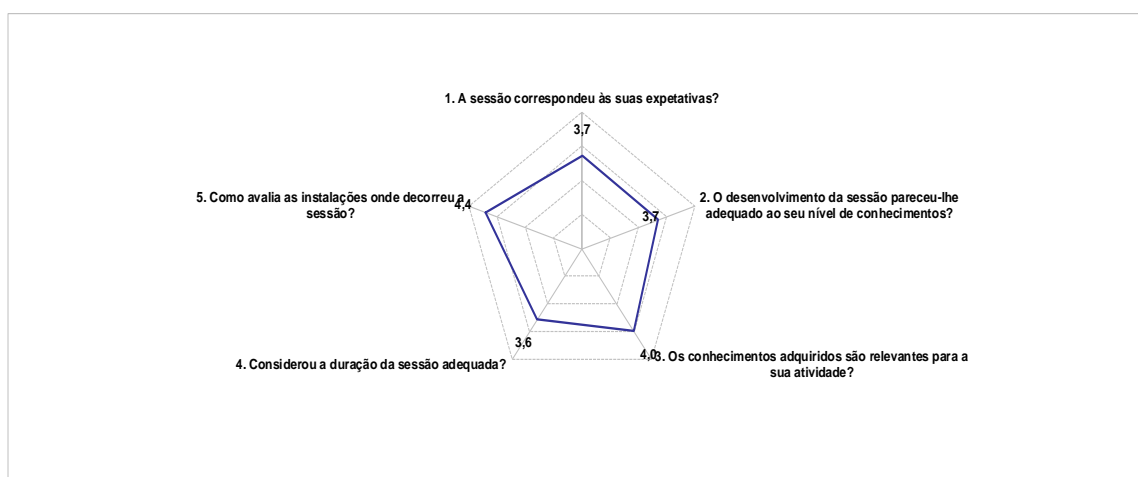 1. A sessão correspondeu às suas expetativas?
3,7
2. O desenvolvimento da sessão pareceu-lhe
adequado ao seu nível de conhecimentos?
3,7
3. Os conhecimentos adquiridos são relevantes para a
sua atividade?
4,0
4. Considerou a duração da sessão adequada?
3,6
5. Como avalia as instalações onde decorreu a
sessão?
4,4